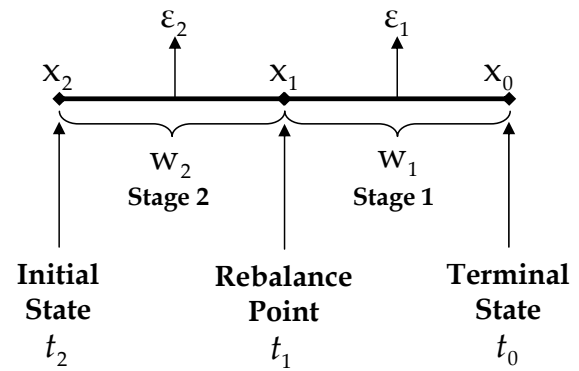 ε₂ ε₁
x₂ x₁ x₀
w₂ w₁
Stage 2 Stage 1
Initial Rebalance Terminal
State Point State
t₂ t₁ t₀